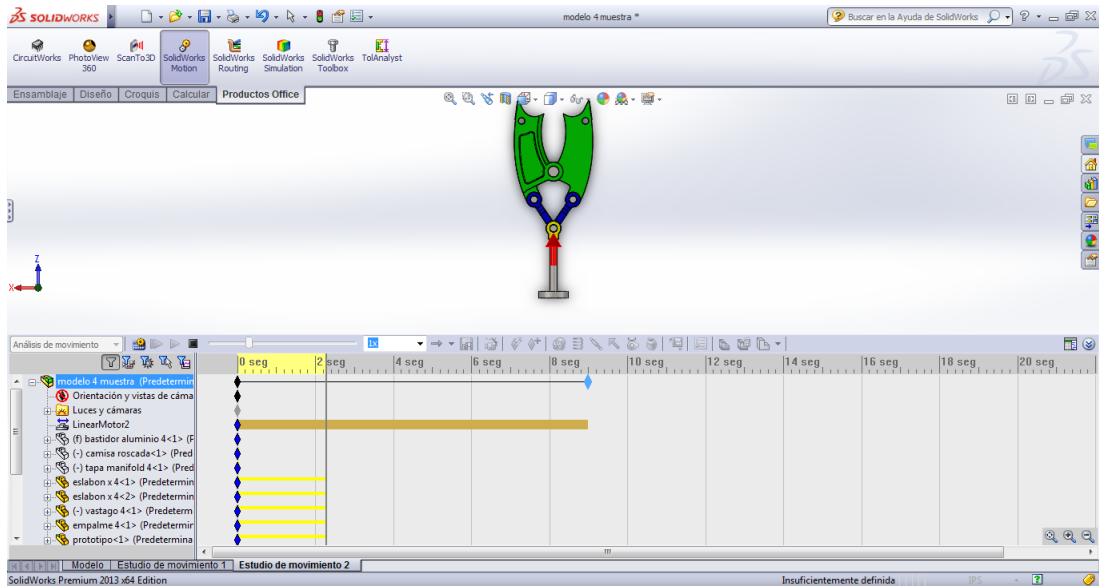 SOLIDWORKS
modelo 4 muestra *
Buscar en la Ayuda de SolidWorks
CircuitWorks
PhotoView 360
ScanTo3D
SolidWorks Motion
SolidWorks Routing
SolidWorks Simulation
SolidWorks Toolbox
TolAnalyst
Ensamblaje Diseño Croquis Calcular Productos Office
Z
X
Análisis de movimiento 1x
0 seg 2 seg 4 seg 6 seg 8 seg 10 seg 12 seg 14 seg 16 seg 18 seg 20 seg
modelo 4 muestra (Predetermin
Orientación y vistas de cáma
Luces y cámaras
LinearMotor2
(f) bastidor aluminio 4<1> (P
(-) camisa roscada<1> (Pred
(-) tapa manifold 4<1> (Pred
eslabon x 4<1> (Predetermin
eslabon x 4<2> (Predetermin
(-) vastago 4<1> (Predeterm
empalme 4<1> (Predetermir
prototipo<1> (Predetermina
Modelo Estudio de movimiento 1 Estudio de movimiento 2
SolidWorks Premium 2013 x64 Edition Insuficientemente definida IPS